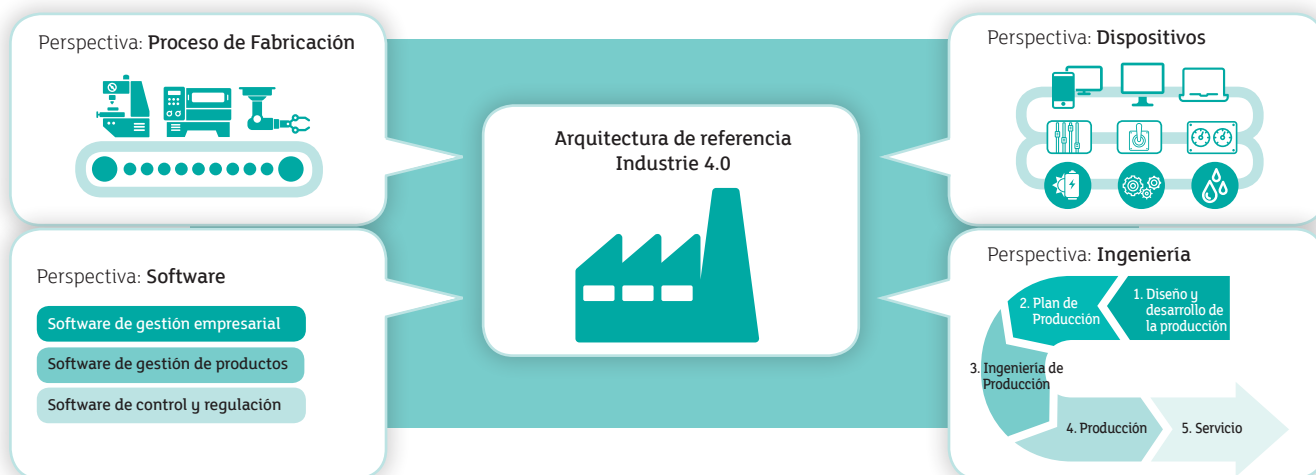 Perspectiva: Proceso de Fabricación
Perspectiva: Dispositivos
Arquitectura de referencia
Industrie 4.0
Perspectiva: Software
Software de gestión empresarial
Software de gestión de productos
Software de control y regulación
Perspectiva: Ingeniería
1. Diseño y
desarrollo de
la producción
2. Plan de
Producción
3. Ingeniería de
Producción
4. Producción
5. Servicio